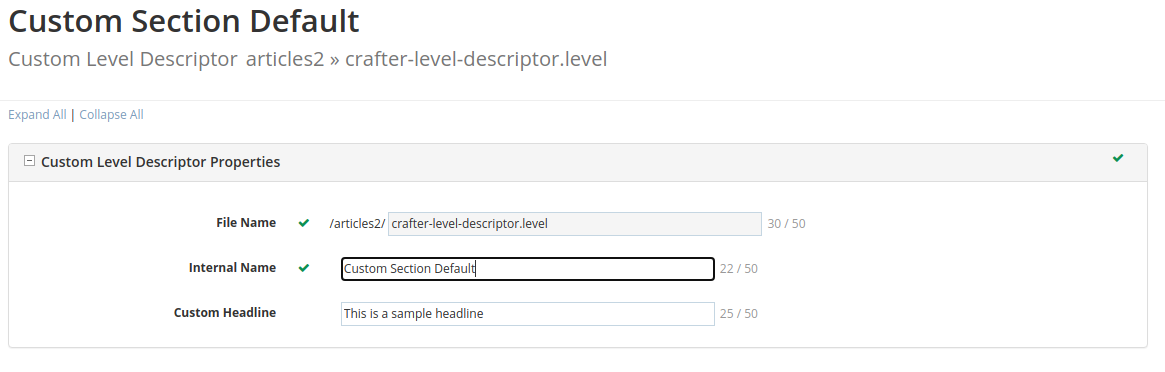 Custom Section Default
Custom Level Descriptor articles2 » crafter-level-descriptor.level
Expand All | Collapse All
Custom Level Descriptor Properties
File Name /articles2/ crafter-level-descriptor.level 30 / 50
Internal Name Custom Section Default 22 / 50
Custom Headline This is a sample headline 25 / 50